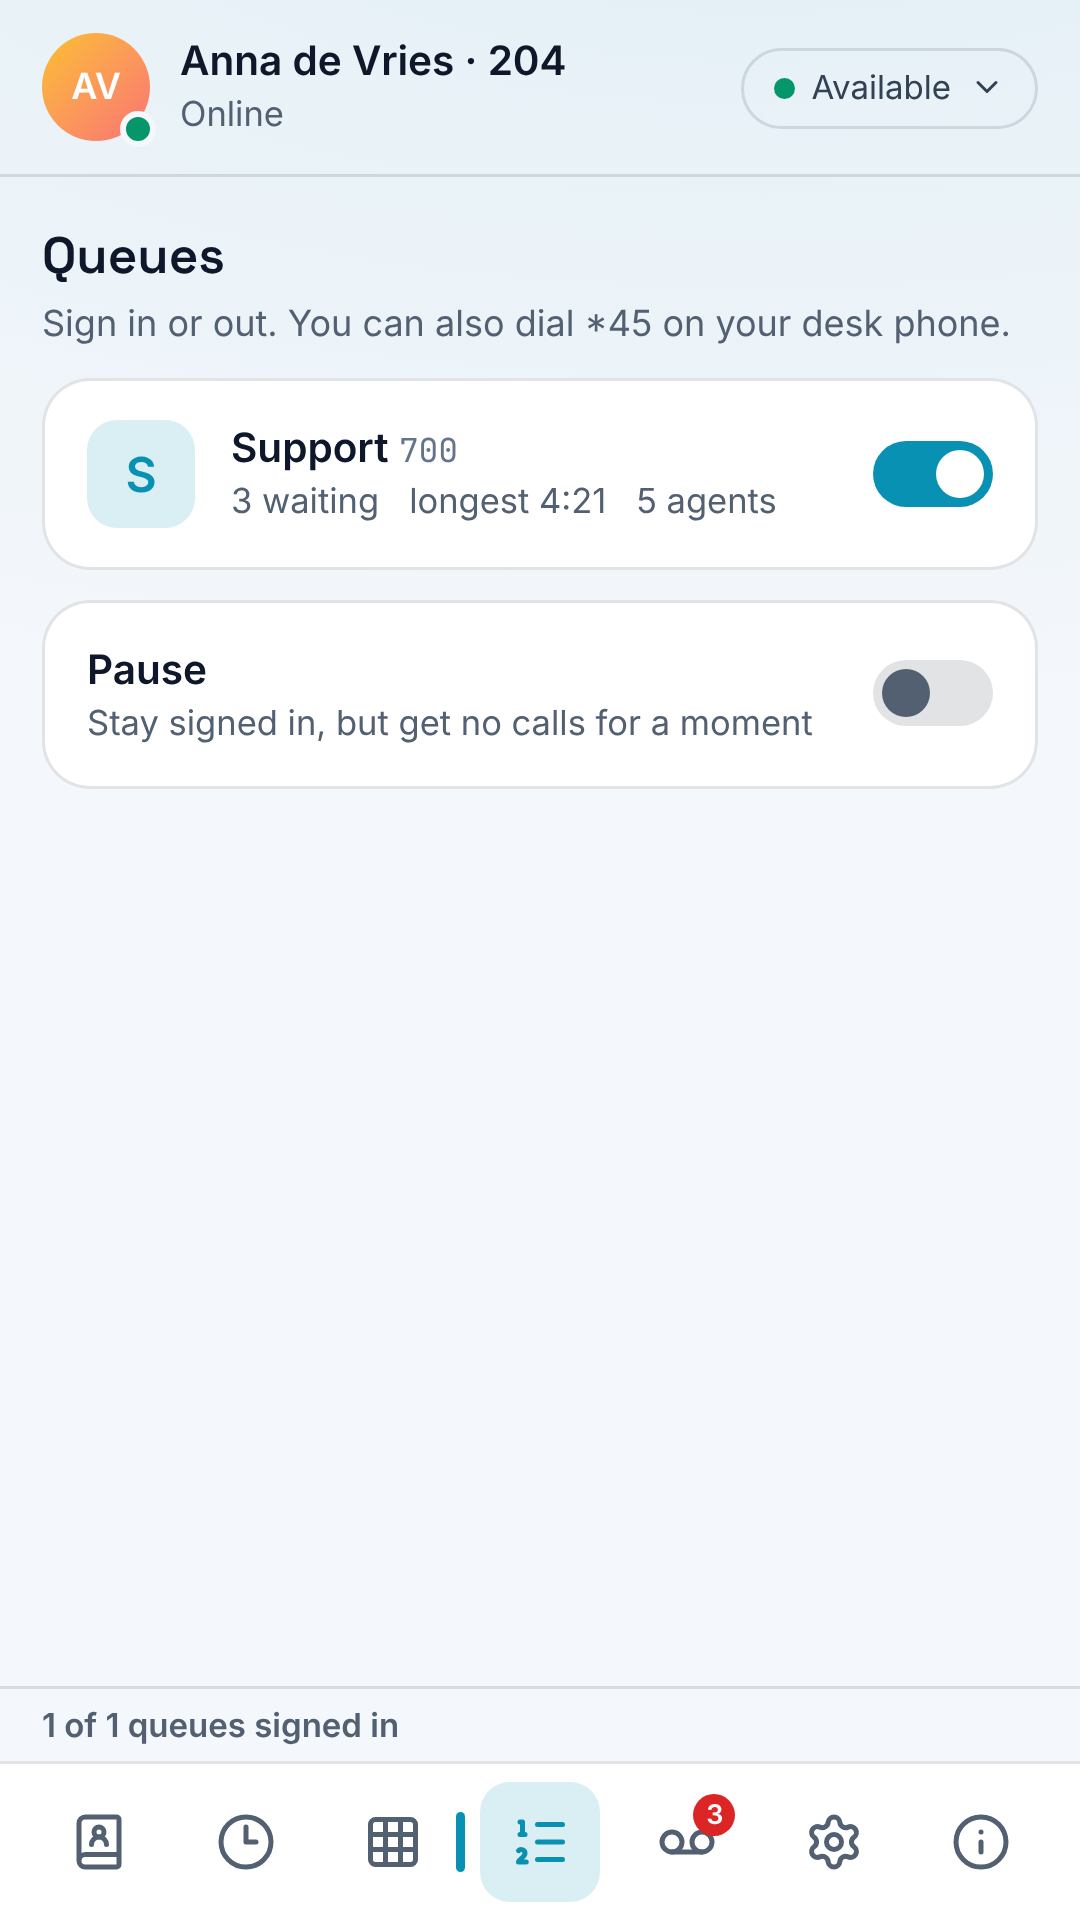 AV
Anna de Vries · 204
Online
Available
Queues
Sign in or out. You can also dial *45 on your desk phone.
S
Support 700
3 waiting longest 4:21 5 agents
Pause
Stay signed in, but get no calls for a moment
1 of 1 queues signed in
1
2
3